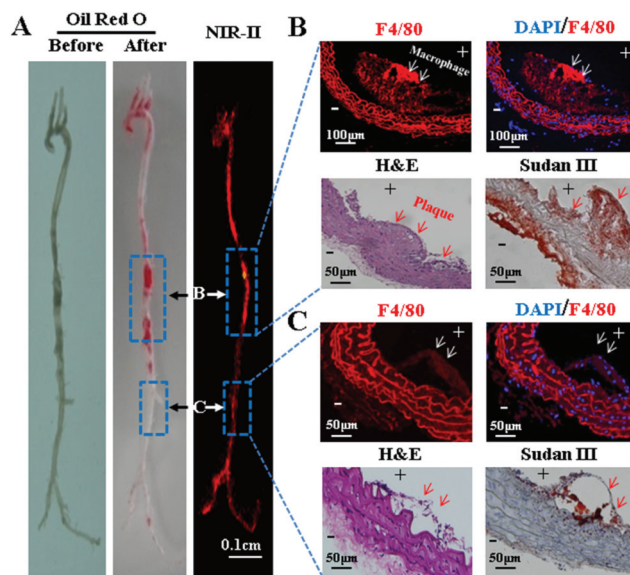 A
Oil Red O
Before After
NIR-II
B
C
0.1cm
B
F4/80
DAPI/F4/80
+
Macrophage
-
100μm
+
-
100μm
H&E
Sudan III
+
Plaque
-
50μm
+
-
50μm
C
F4/80
DAPI/F4/80
+
-
50μm
+
-
50μm
H&E
Sudan III
+
-
50μm
+
-
50μm